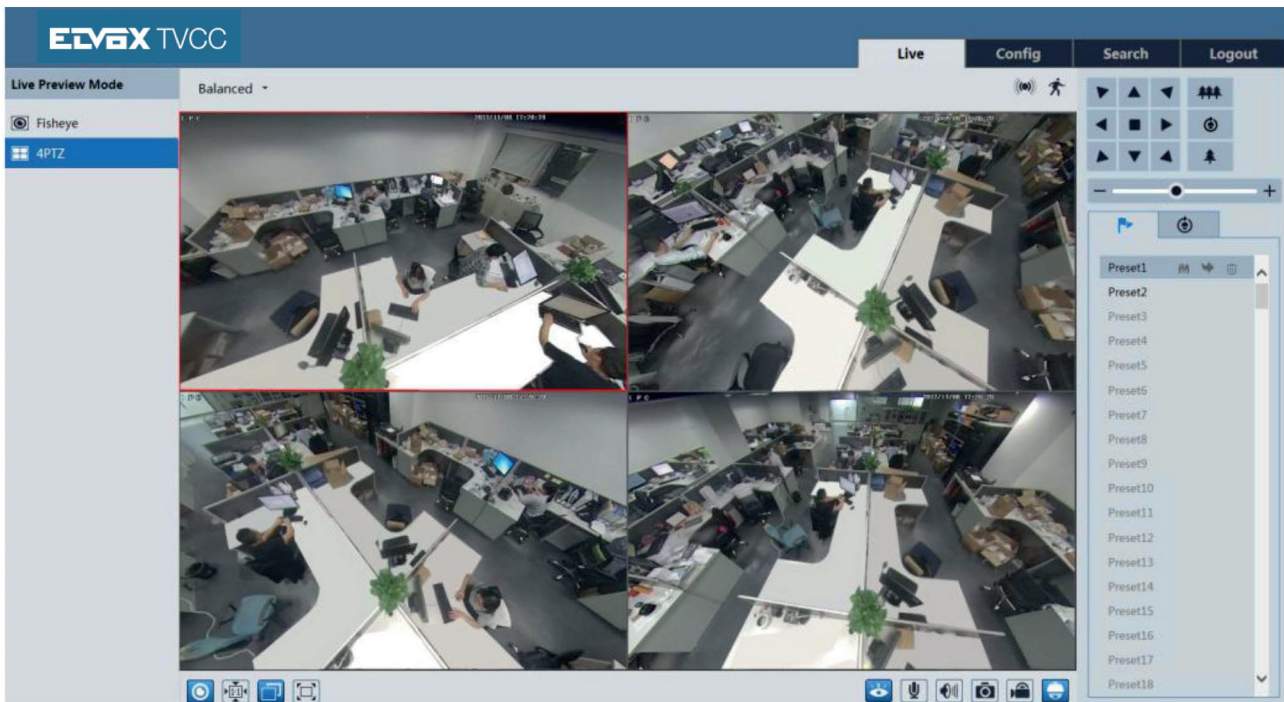 ELVOX TVCC
Live
Config
Search
Logout
Live Preview Mode
Balanced
Fisheye
4PTZ
Preset1
Preset2
Preset3
Preset4
Preset5
Preset6
Preset7
Preset8
Preset9
Preset10
Preset11
Preset12
Preset13
Preset14
Preset15
Preset16
Preset17
Preset18
I P C